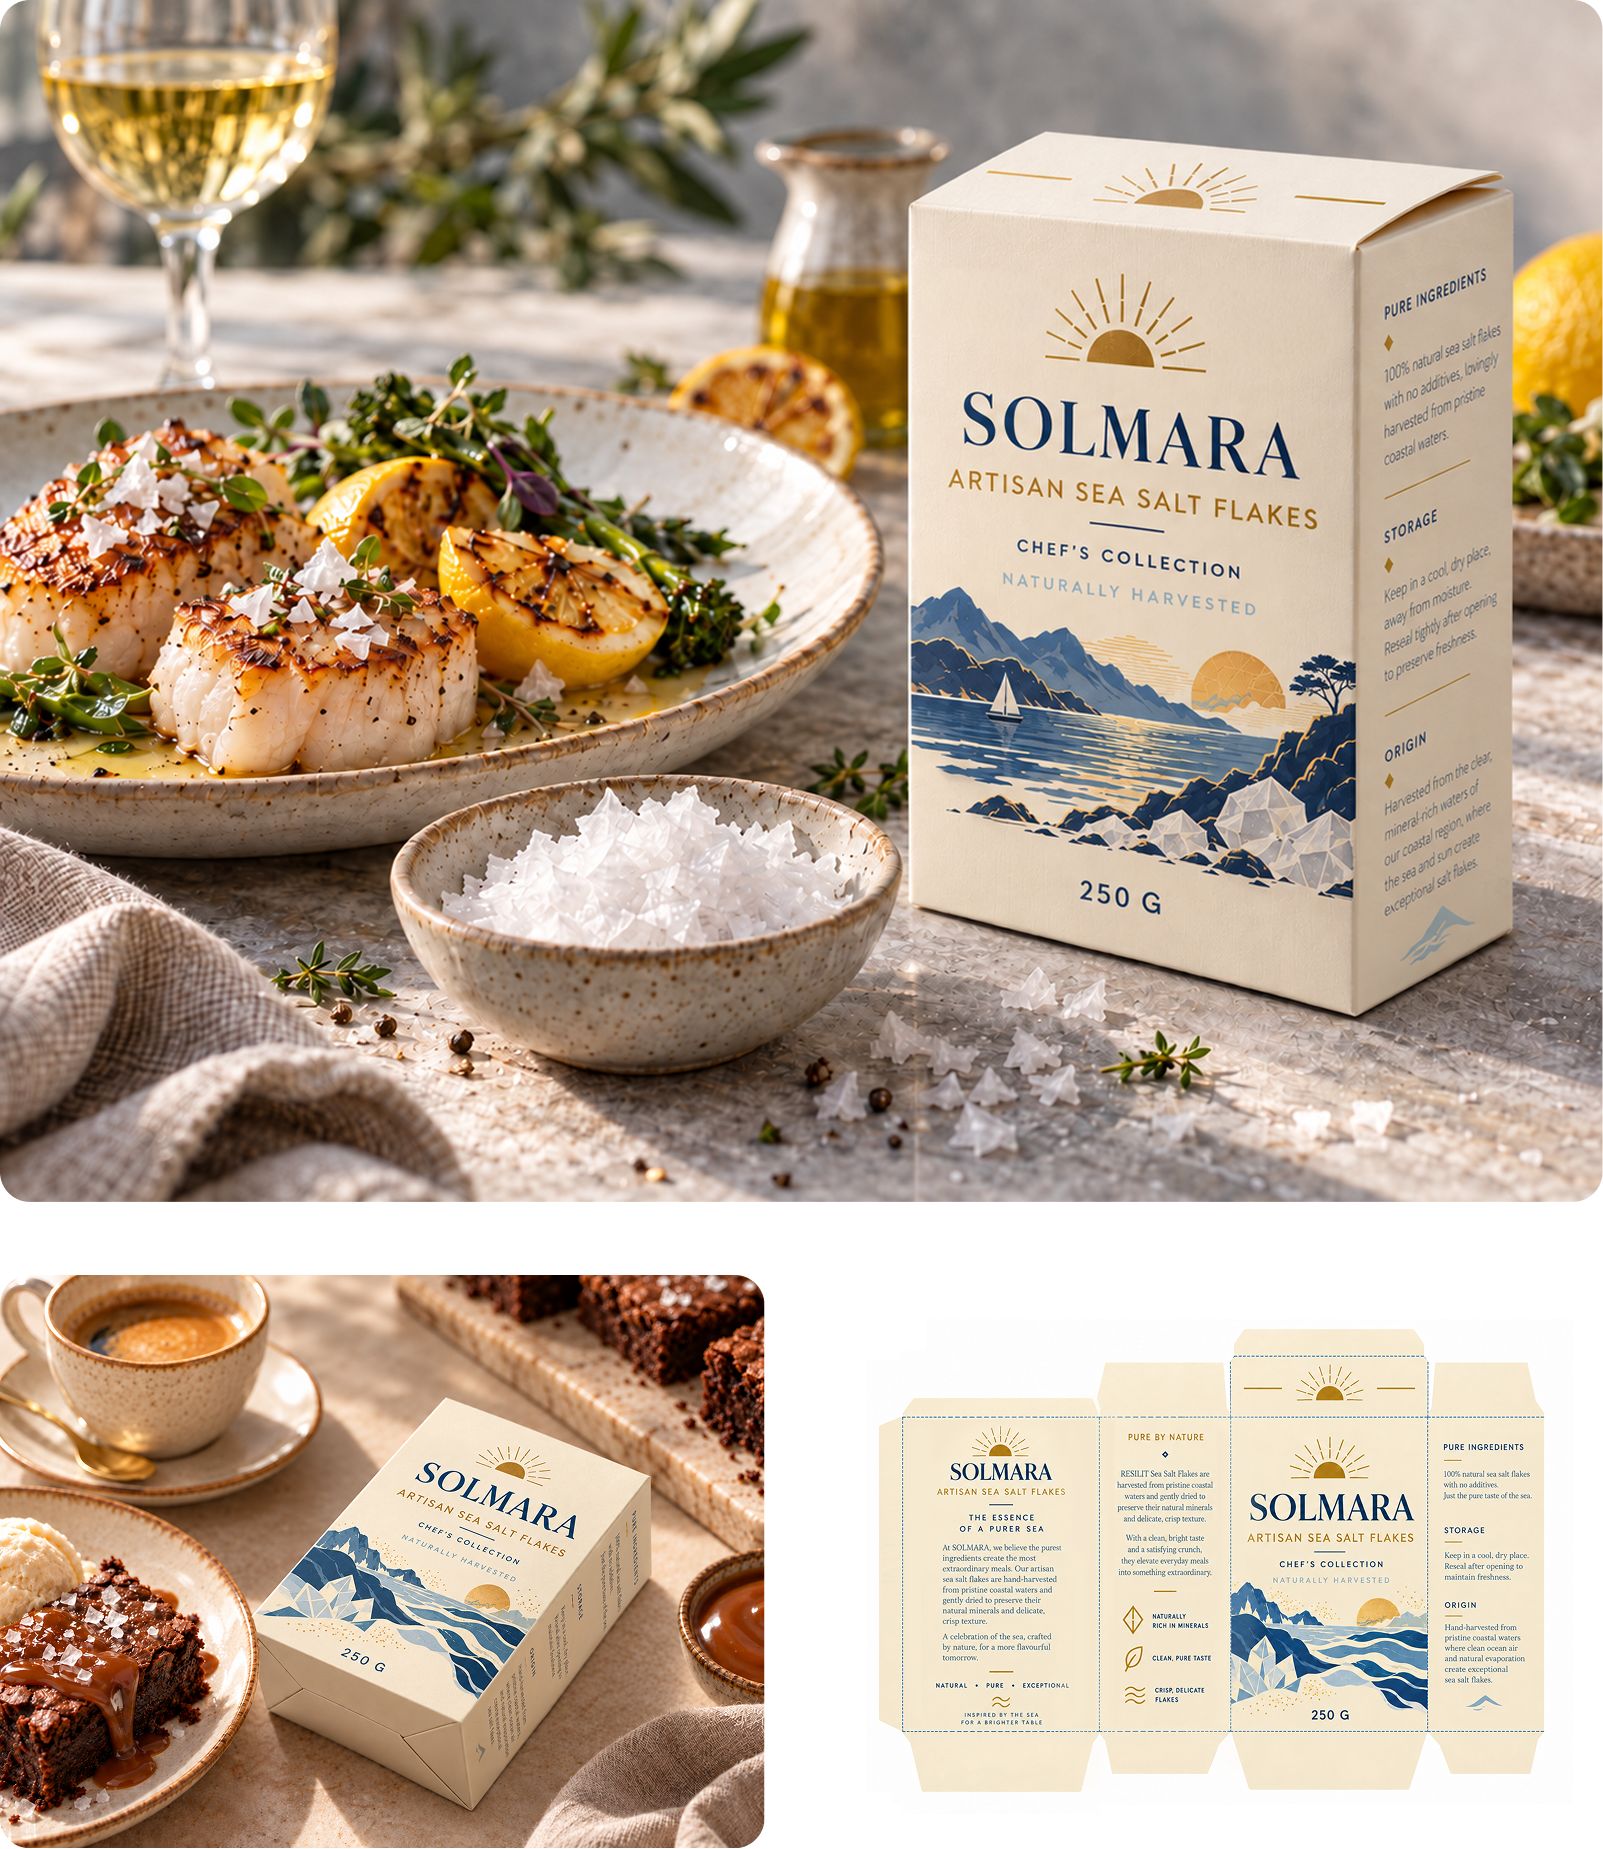 SOLMARA
ARTISAN SEA SALT FLAKES
CHEF'S COLLECTION
NATURALLY HARVESTED
250 G
PURE INGREDIENTS
100% natural sea salt flakes
with no additives, lovingly
harvested from pristine
coastal waters.
STORAGE
Keep in a cool, dry place,
away from moisture.
Reseal tightly after opening
to preserve freshness.
ORIGIN
Harvested from the clear,
mineral-rich waters of
our coastal region, where
the sea and sun create
exceptional salt flakes.
SOLMARA
ARTISAN SEA SALT FLAKES
CHEF'S COLLECTION
NATURALLY HARVESTED
250 G
PURE INGREDIENTS
STORAGE
ORIGIN
SOLMARA
ARTISAN SEA SALT FLAKES
THE ESSENCE
OF A PURER SEA
At SOLMARA, we believe the purest
ingredients create the most
extraordinary meals. Our artisan
sea salt flakes are hand-harvested
from pristine coastal waters and
gently dried to preserve their
natural minerals and delicate,
crisp texture.
A celebration of the sea, crafted
by nature, for a more flavourful
tomorrow.
NATURAL • PURE • EXCEPTIONAL
INSPIRED BY THE SEA
FOR A BRIGHTER TABLE
PURE BY NATURE
RESILIT Sea Salt Flakes are
harvested from pristine coastal
waters and gently dried to
preserve their natural minerals
and delicate, crisp texture.
With a clean, bright taste
and a satisfying crunch,
they elevate everyday meals
into something extraordinary.
NATURALLY
RICH IN MINERALS
CLEAN, PURE TASTE
CRISP, DELICATE
FLAKES
SOLMARA
ARTISAN SEA SALT FLAKES
CHEF'S COLLECTION
NATURALLY HARVESTED
250 G
PURE INGREDIENTS
100% natural sea salt flakes
with no additives.
Just the pure taste of the sea.
STORAGE
Keep in a cool, dry place.
Reseal after opening to
maintain freshness.
ORIGIN
Hand-harvested from
pristine coastal waters
where clean ocean air
and natural evaporation
create exceptional
sea salt flakes.